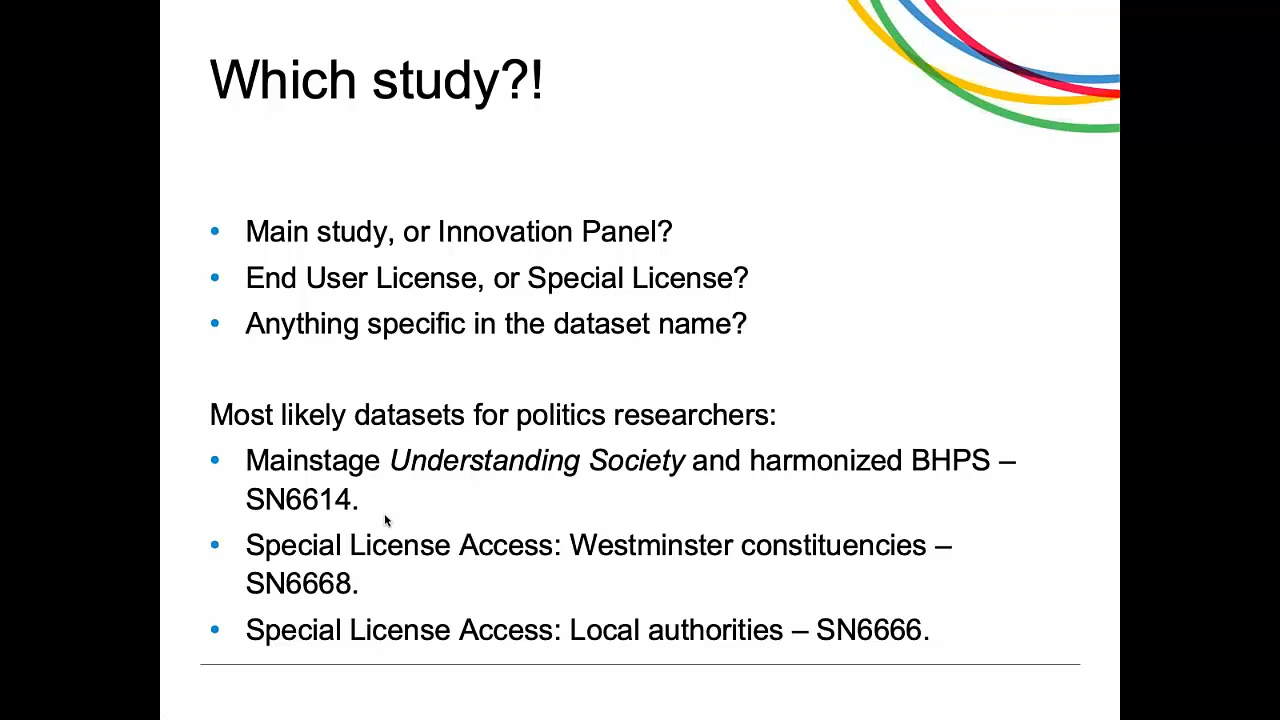 Which study?!
• Main study, or Innovation Panel?
• End User License, or Special License?
• Anything specific in the dataset name?
Most likely datasets for politics researchers:
• Mainstage Understanding Society and harmonized BHPS –
SN6614.
• Special License Access: Westminster constituencies –
SN6668.
• Special License Access: Local authorities – SN6666.